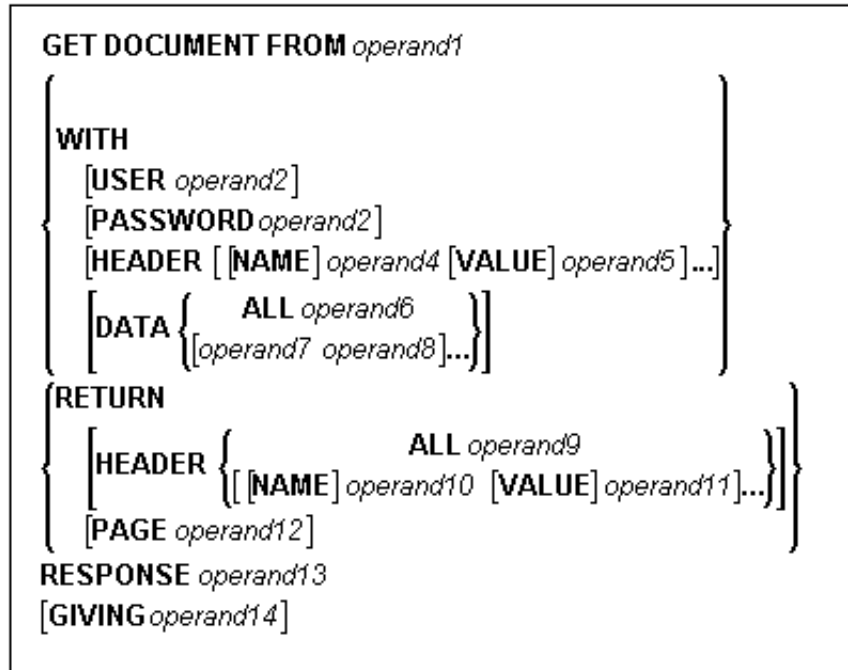 GET DOCUMENT FROM operand1
WITH
[USER operand2]
[PASSWORD operand2]
[HEADER [ [NAME] operand4 [VALUE] operand5 ]...]
[DATA { ALL operand6
[operand7 operand8]... } ]
RETURN
[HEADER { ALL operand9
[ [NAME] operand10 [VALUE] operand11]... } ]
[PAGE operand12]
RESPONSE operand13
[GIVING operand14]